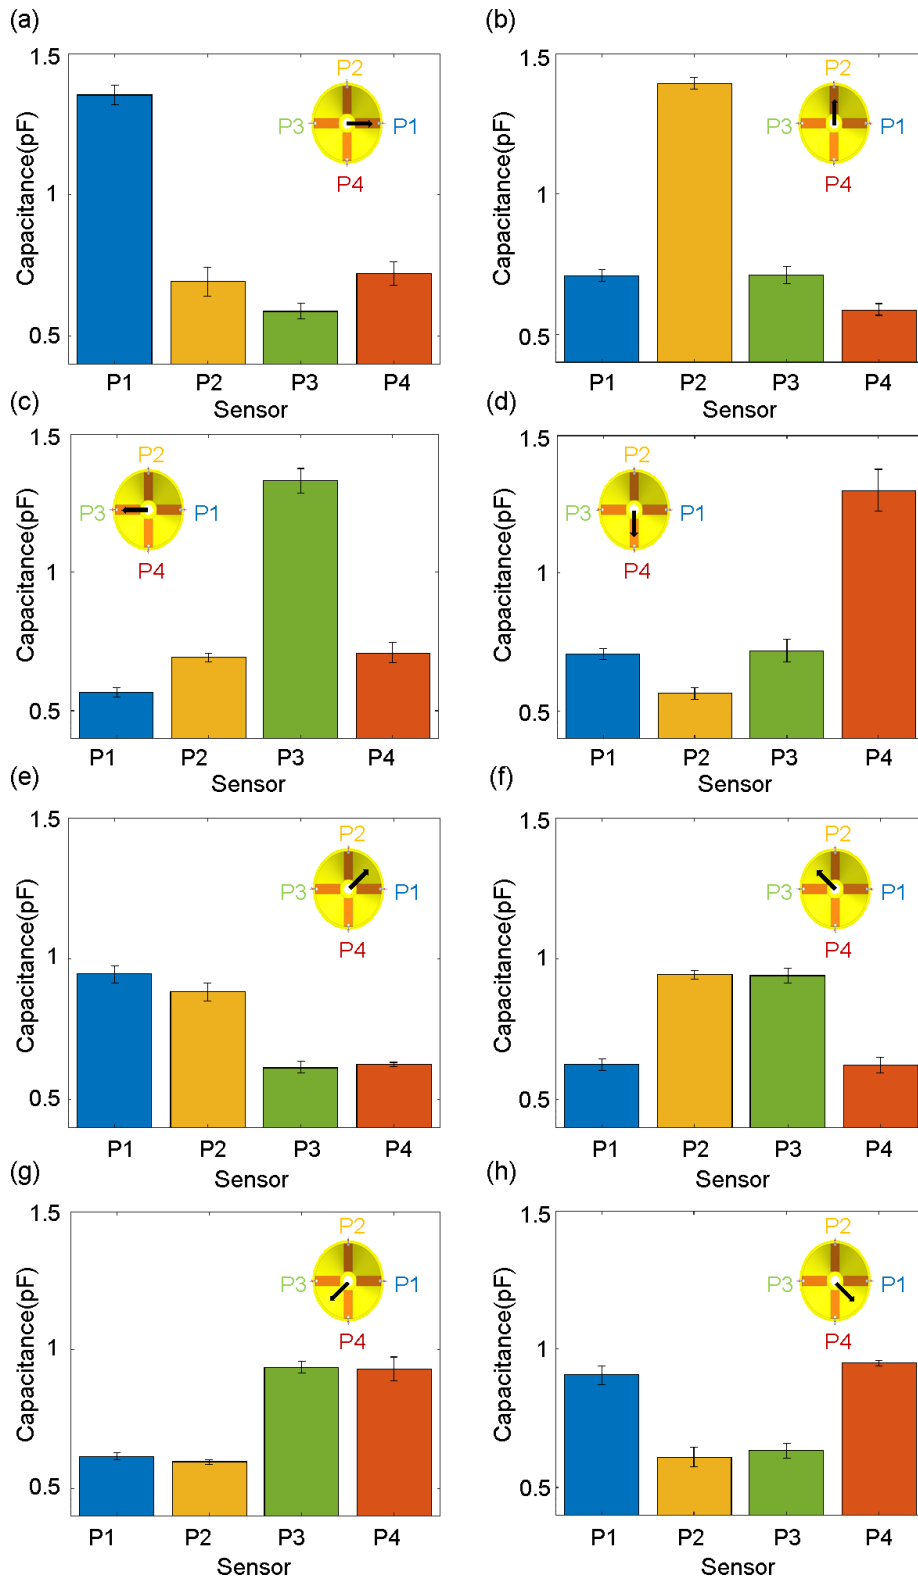 (a)
1.5
1
0.5
Capacitance(pF)
P2
P3
P1
P4
P1 P2 P3 P4
Sensor
(b)
1.5
1
0.5
Capacitance(pF)
P2
P3
P1
P4
P1 P2 P3 P4
Sensor
(c)
1.5
1
0.5
Capacitance(pF)
P2
P3
P1
P4
P1 P2 P3 P4
Sensor
(d)
1.5
1
0.5
Capacitance(pF)
P2
P3
P1
P4
P1 P2 P3 P4
Sensor
(e)
1.5
1
0.5
Capacitance(pF)
P2
P3
P1
P4
P1 P2 P3 P4
Sensor
(f)
1.5
1
0.5
Capacitance(pF)
P2
P3
P1
P4
P1 P2 P3 P4
Sensor
(g)
1.5
1
0.5
Capacitance(pF)
P2
P3
P1
P4
P1 P2 P3 P4
Sensor
(h)
1.5
1
0.5
Capacitance(pF)
P2
P3
P1
P4
P1 P2 P3 P4
Sensor